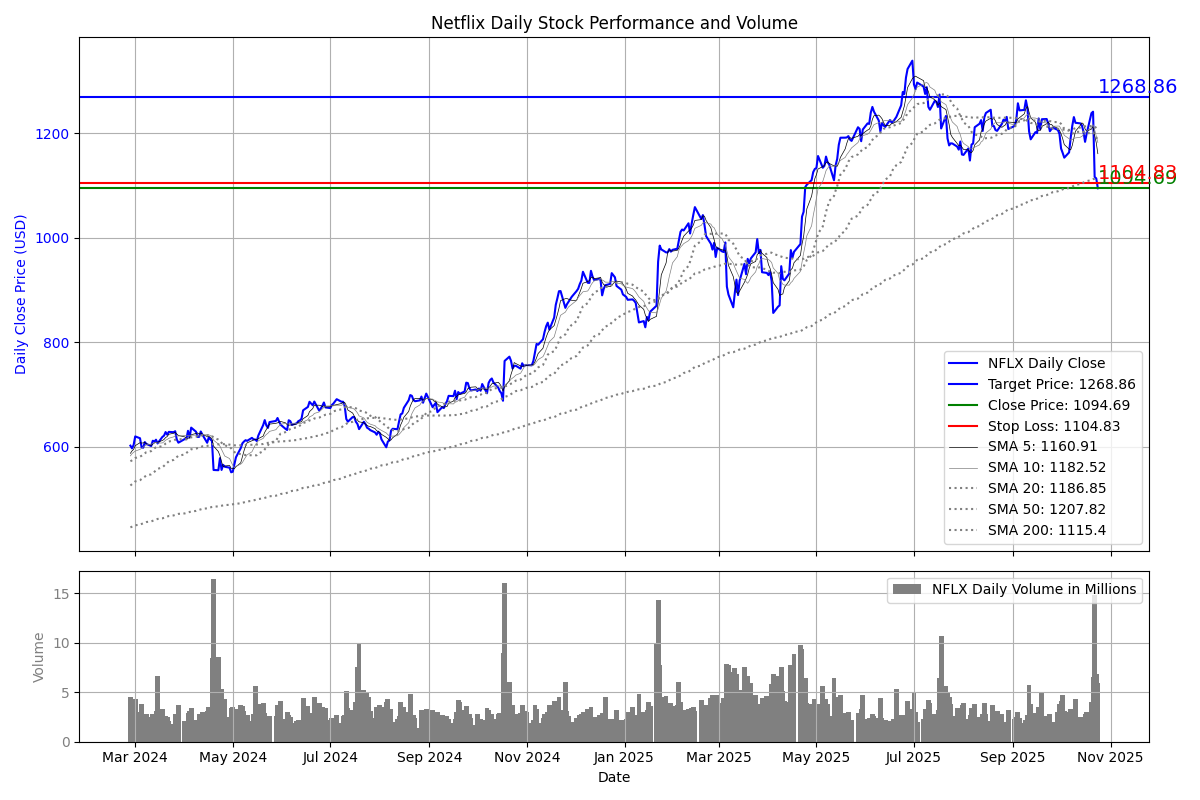 Netflix Daily Stock Performance and Volume
1268.86
1200
1104.83
1094.69
1000
Daily Close Price (USD)
800
600
NFLX Daily Close
Target Price: 1268.86
Close Price: 1094.69
Stop Loss: 1104.83
SMA 5: 1160.91
SMA 10: 1182.52
SMA 20: 1186.85
SMA 50: 1207.82
SMA 200: 1115.4
NFLX Daily Volume in Millions
15
10
5
0
Volume
Mar 2024 May 2024 Jul 2024 Sep 2024 Nov 2024 Jan 2025 Mar 2025 May 2025 Jul 2025 Sep 2025 Nov 2025
Date